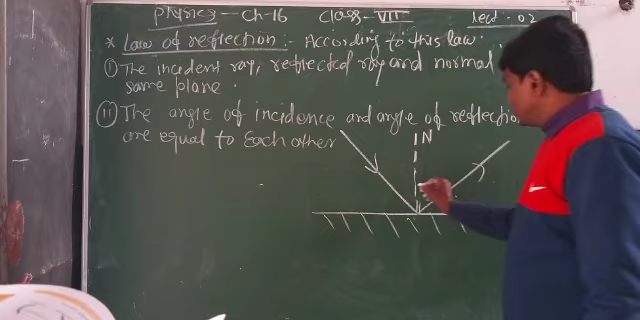 Physics - Ch-16 Class - VII Lect - 02
* Law of reflection :- According to this law
(I) The incident ray, reflected ray and normal
same plane .
(II) The angle of incidence and angle of reflection
are equal to Each other
N